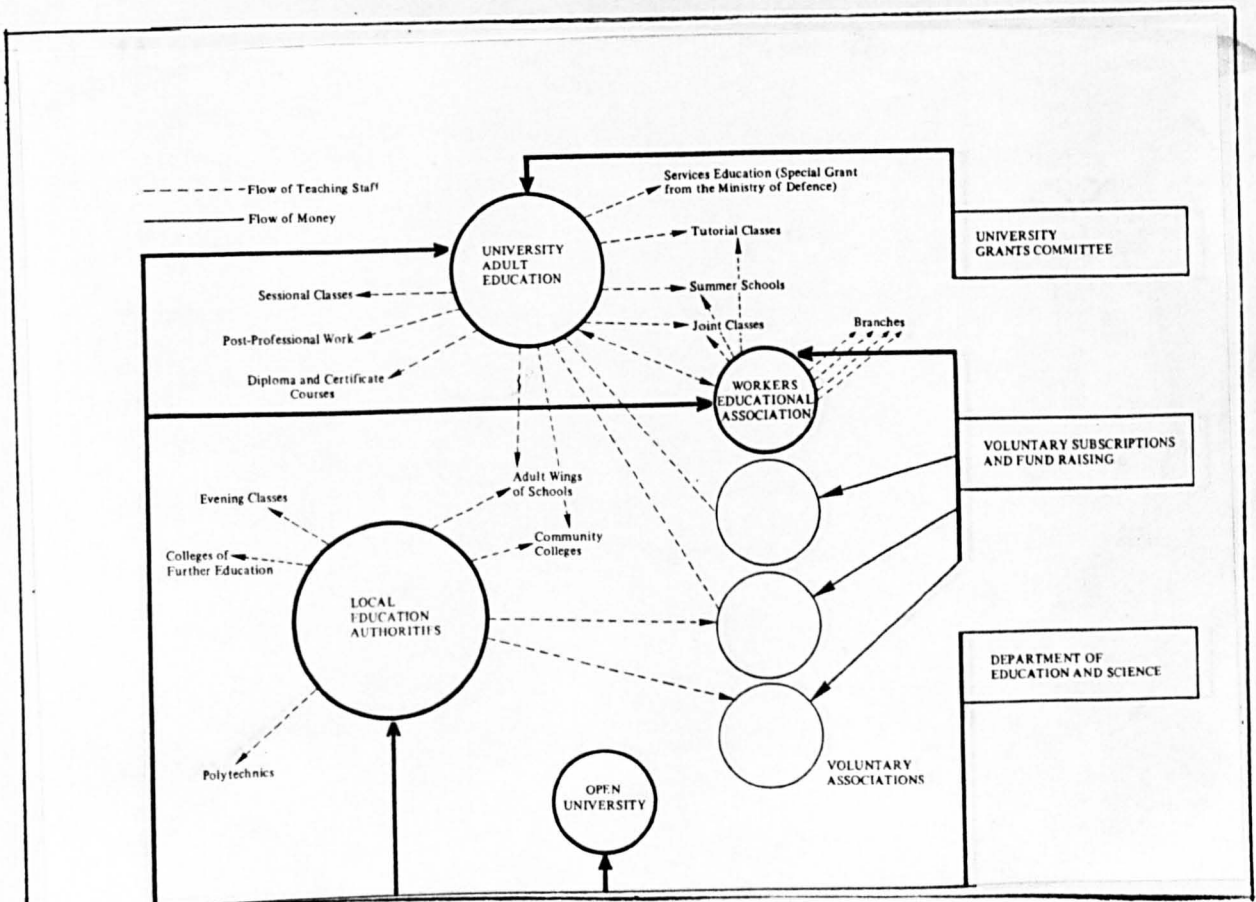 Flow of Teaching Staff
Flow of Money
Services Education (Special Grant
from the Ministry of Defence)
UNIVERSITY
ADULT
EDUCATION
Tutorial Classes
UNIVERSITY
GRANTS COMMITTEE
Sessional Classes
Summer Schools
Post-Professional Work
Joint Classes
Branches
Diploma and Certificate
Courses
WORKERS
EDUCATIONAL
ASSOCIATION
VOLUNTARY SUBSCRIPTIONS
AND FUND RAISING
Evening Classes
Adult Wings
of Schools
Colleges of
Further Education
Community
Colleges
LOCAL
EDUCATION
AUTHORITIES
DEPARTMENT OF
EDUCATION AND SCIENCE
Polytechnics
OPEN
UNIVERSITY
VOLUNTARY
ASSOCIATIONS